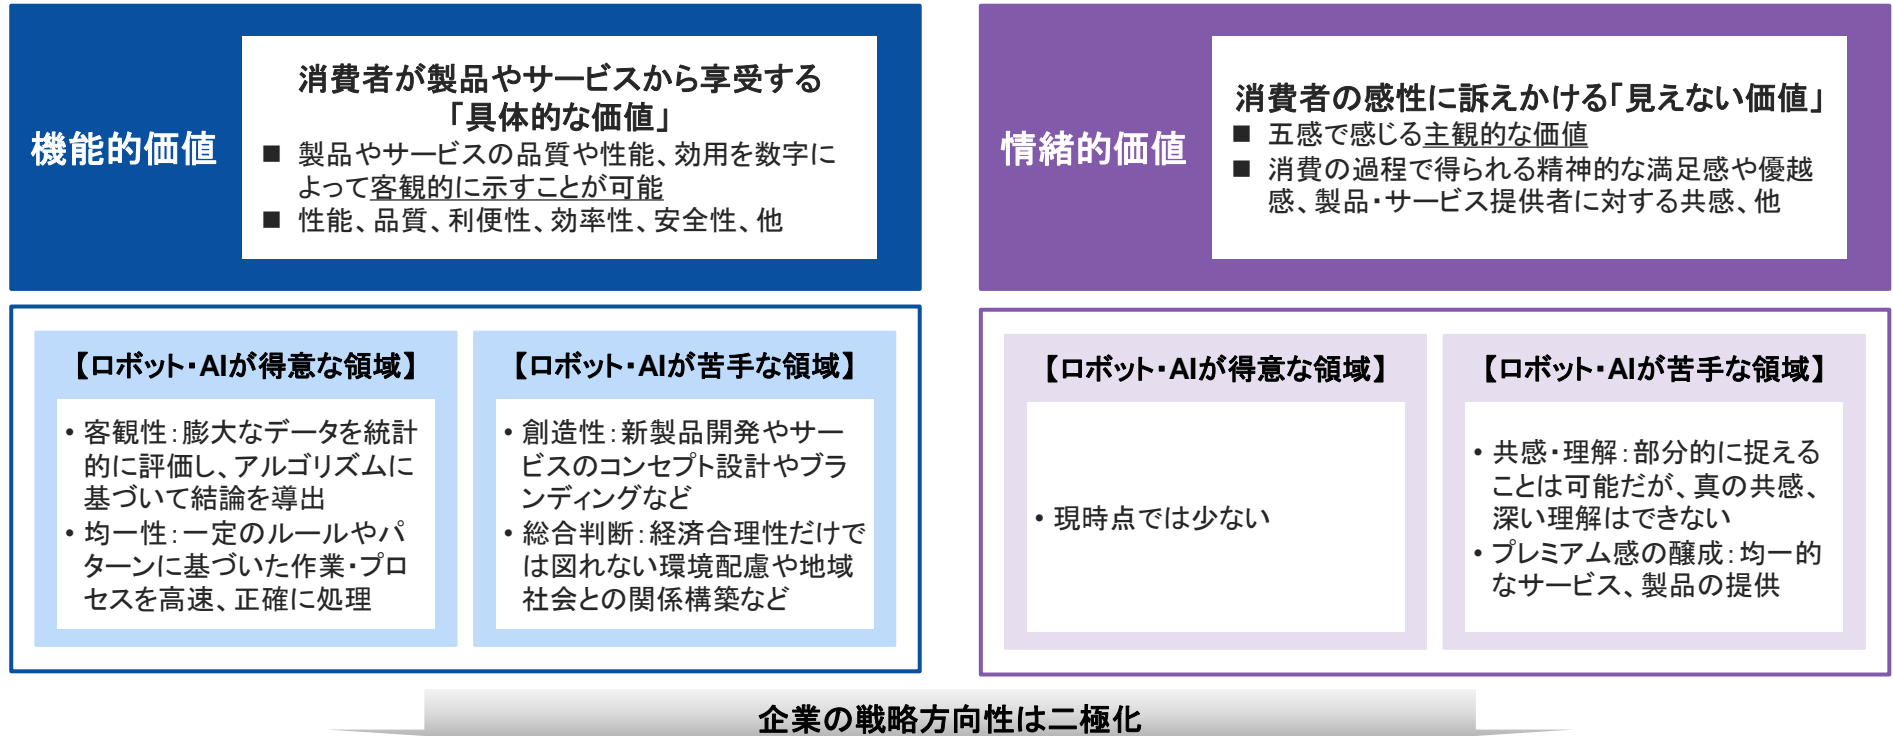 機能的価値
消費者が製品やサービスから享受する
「具体的な価値」
■ 製品やサービスの品質や性能、効用を数字に
よって客観的に示すことが可能
■ 性能、品質、利便性、効率性、安全性、他
情緒的価値
消費者の感性に訴えかける「見えない価値」
■ 五感で感じる主観的な価値
■ 消費の過程で得られる精神的な満足感や優越
感、製品・サービス提供者に対する共感、他
【ロボット・AIが得意な領域】
• 客観性：膨大なデータを統計
的に評価し、アルゴリズムに
基づいて結論を導出
• 均一性：一定のルールやパ
ターンに基づいた作業・プロ
セスを高速、正確に処理
【ロボット・AIが苦手な領域】
• 創造性：新製品開発やサー
ビスのコンセプト設計やブラ
ンディングなど
• 総合判断：経済合理性だけで
は図れない環境配慮や地域
社会との関係構築など
【ロボット・AIが得意な領域】
• 現時点では少ない
【ロボット・AIが苦手な領域】
• 共感・理解：部分的に捉える
ことは可能だが、真の共感、
深い理解はできない
• プレミアム感の醸成：均一的
なサービス、製品の提供
企業の戦略方向性は二極化